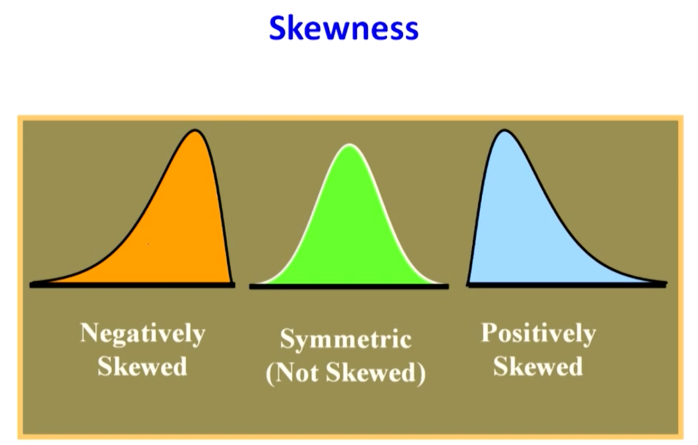 Skewness
Negatively
Skewed
Symmetric
(Not Skewed)
Positively
Skewed